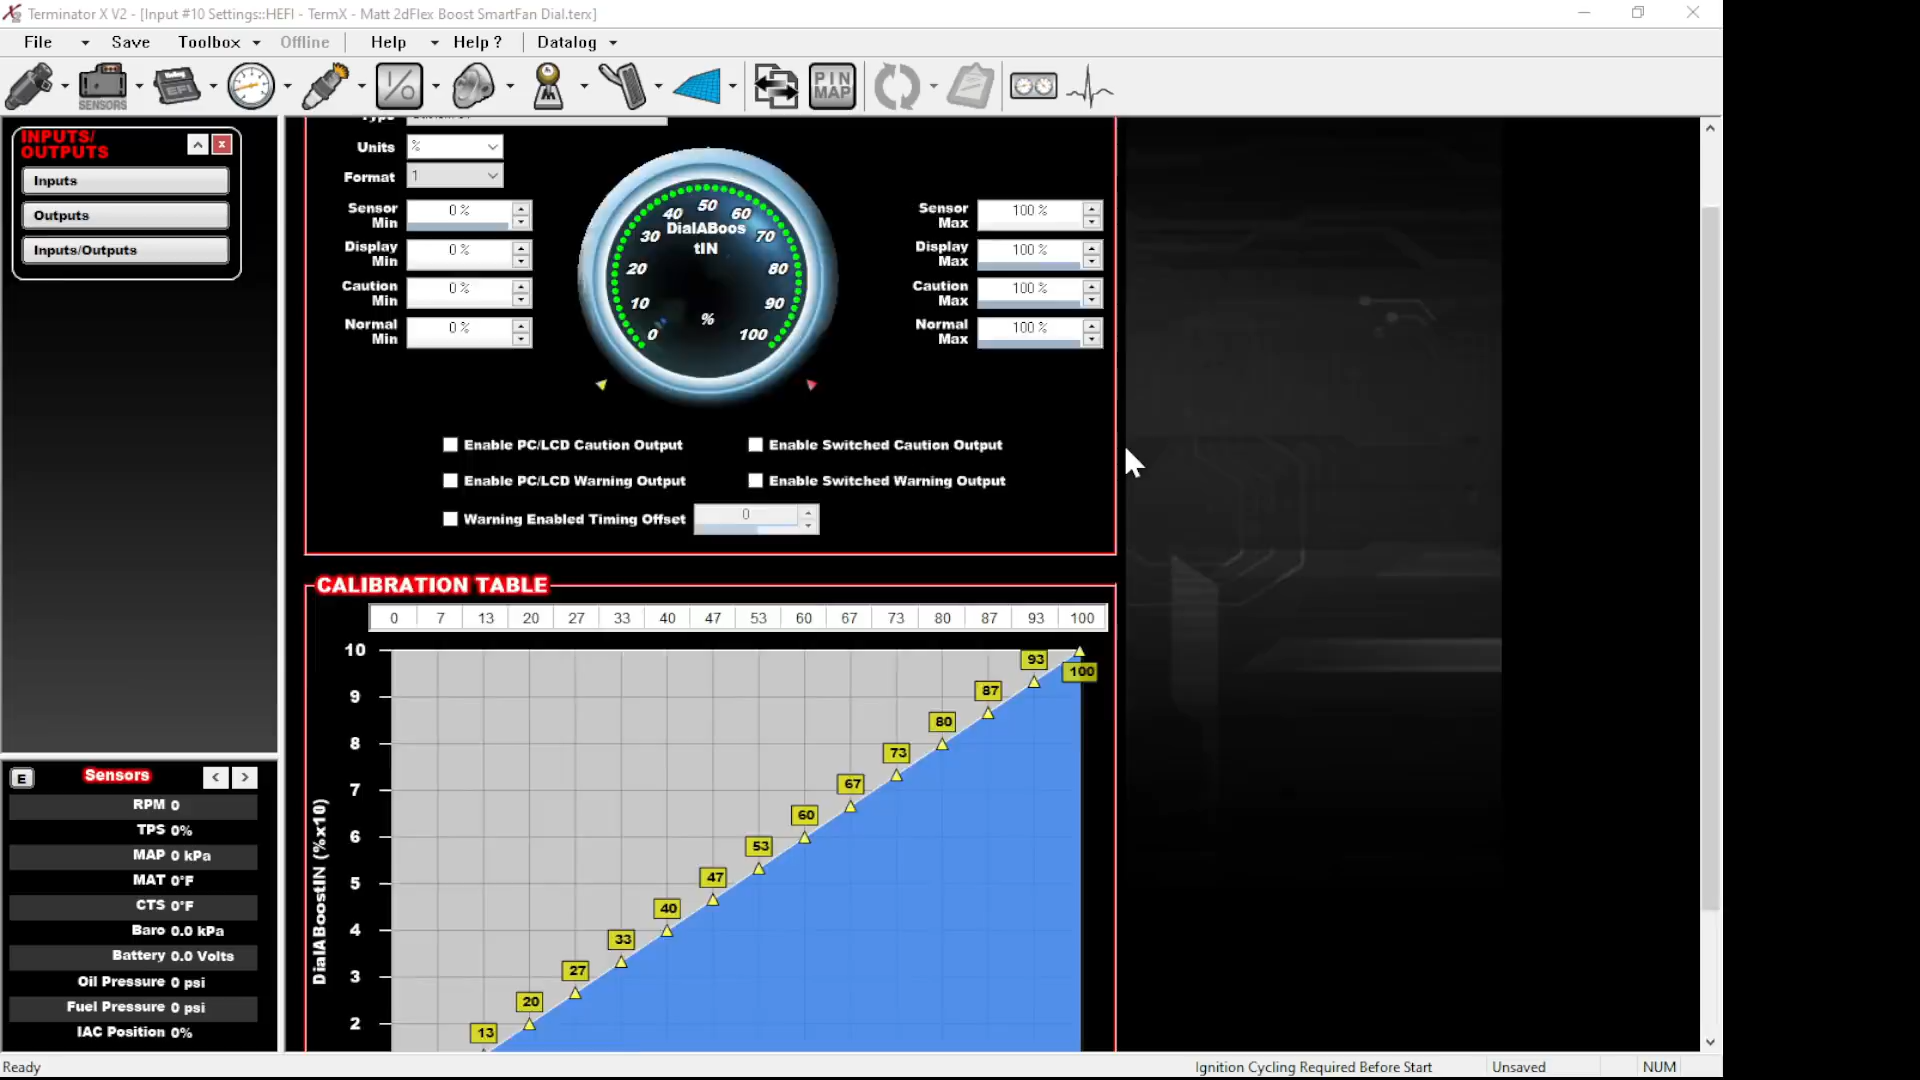 Terminator X V2 - [Input #10 Settings::HEFI - TermX - Matt 2dFlex Boost SmartFan Dial.terx]
File Save Toolbox Offline Help Help ? Datalog
SENSORS
Holley EFI
I/O
PIN MAP
INPUTS/
OUTPUTS
Inputs
Outputs
Inputs/Outputs
Type
Units %
Format 1
Sensor Min 0 %
Display Min 0 %
Caution Min 0 %
Normal Min 0 %
0 10 20 30 40 50 60 70 80 90 100
DialABoos
tIN
%
Sensor Max 100 %
Display Max 100 %
Caution Max 100 %
Normal Max 100 %
Enable PC/LCD Caution Output Enable Switched Caution Output
Enable PC/LCD Warning Output Enable Switched Warning Output
Warning Enabled Timing Offset 0
CALIBRATION TABLE
0 7 13 20 27 33 40 47 53 60 67 73 80 87 93 100
10
9
8
7
6
5
4
3
2
DialABoostIN (%x10)
13 20 27 33 40 47 53 60 67 73 80 87 93 100
E Sensors < >
RPM 0
TPS 0%
MAP 0 kPa
MAT 0°F
CTS 0°F
Baro 0.0 kPa
Battery 0.0 Volts
Oil Pressure 0 psi
Fuel Pressure 0 psi
IAC Position 0%
Ready Ignition Cycling Required Before Start Unsaved NUM